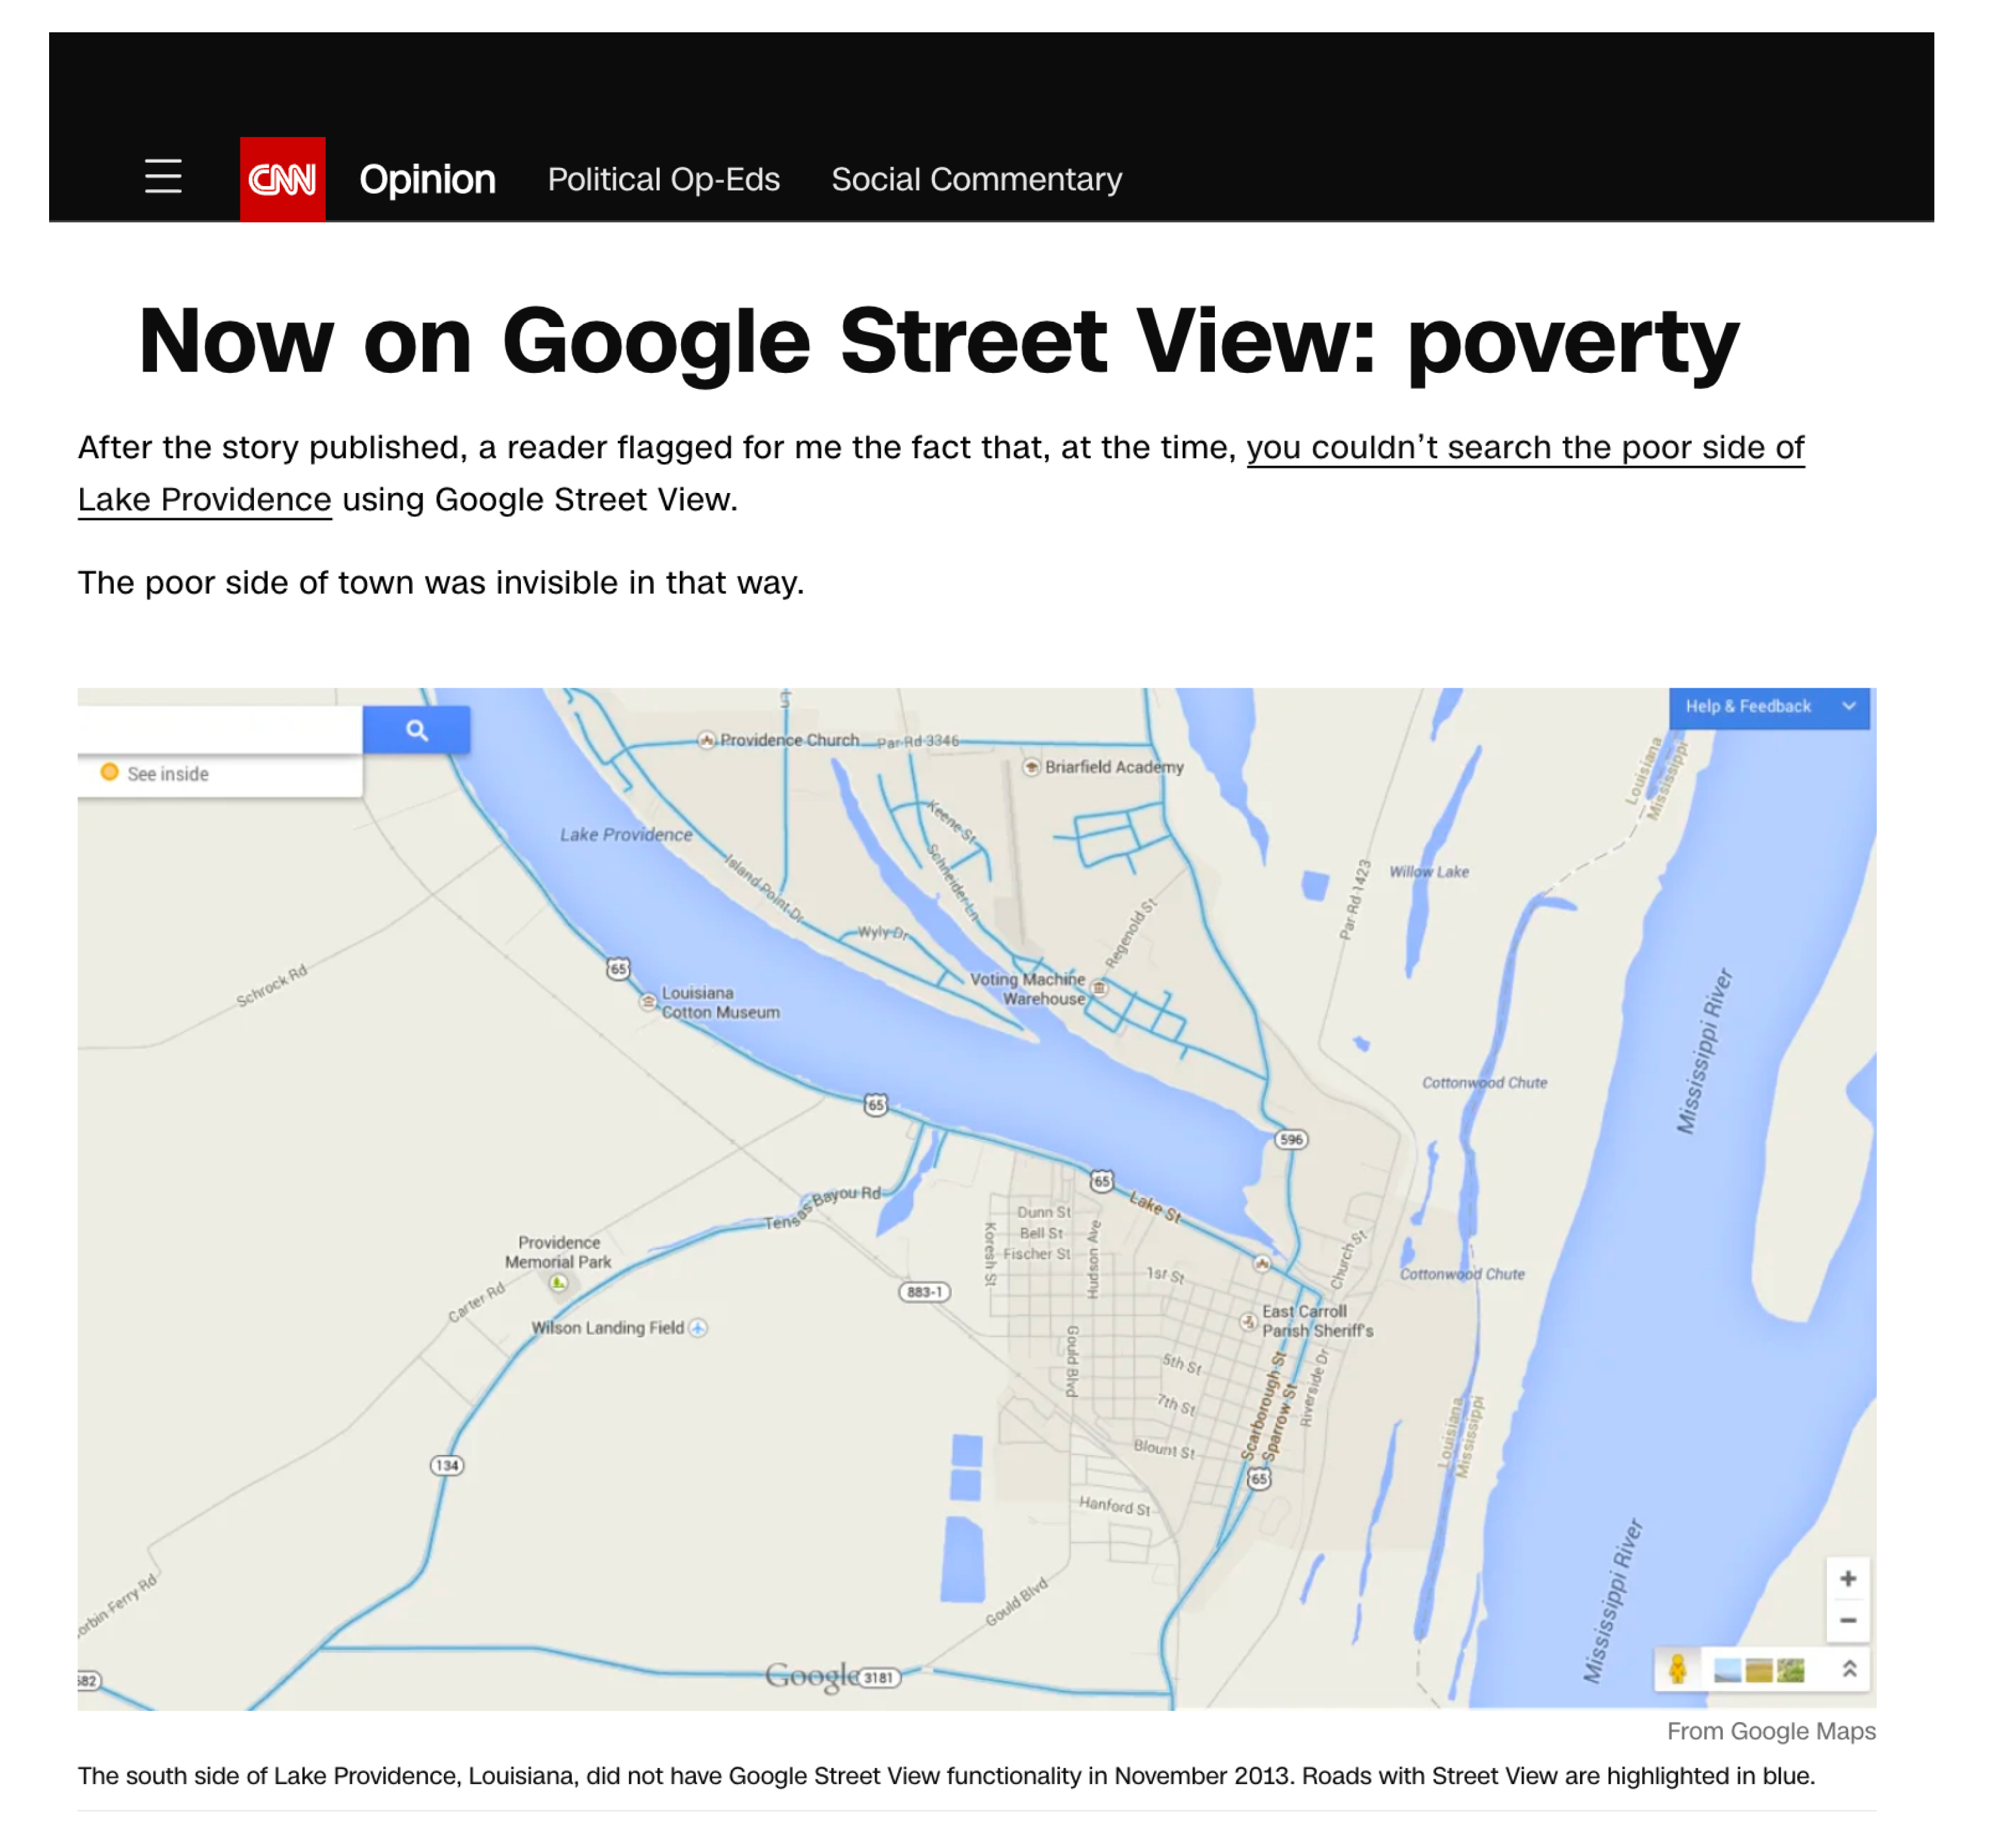 CNN Opinion Political Op-Eds Social Commentary
Now on Google Street View: poverty
After the story published, a reader flagged for me the fact that, at the time, you couldn’t search the poor side of
Lake Providence using Google Street View.
The poor side of town was invisible in that way.
Help & Feedback
See inside
Providence Church
Par Rd 3346
Briarfield Academy
Louisiana
Mississippi
Lake Providence
Keene St
Schneider Ln
Island Point Dr
Wyly Dr
Regenold St
Par Rd 1423
Willow Lake
Schrock Rd
65
Louisiana
Cotton Museum
Voting Machine
Warehouse
Mississippi River
Cottonwood Chute
65
596
65
Lake St
Tensas Bayou Rd
Dunn St
Bell St
Fischer St
Koresh St
Hudson Ave
Church St
1st St
Cottonwood Chute
Providence
Memorial Park
Carter Rd
883-1
Wilson Landing Field
East Carroll
Parish Sheriff's
Gould Blvd
5th St
7th St
Scarborough St
Sparrow St
Riverside Dr
Blount St
Louisiana
Mississippi
134
65
Hanford St
Gould Blvd
orbin Ferry Rd
Mississippi River
+
−
582
Google
3181
From Google Maps
The south side of Lake Providence, Louisiana, did not have Google Street View functionality in November 2013. Roads with Street View are highlighted in blue.